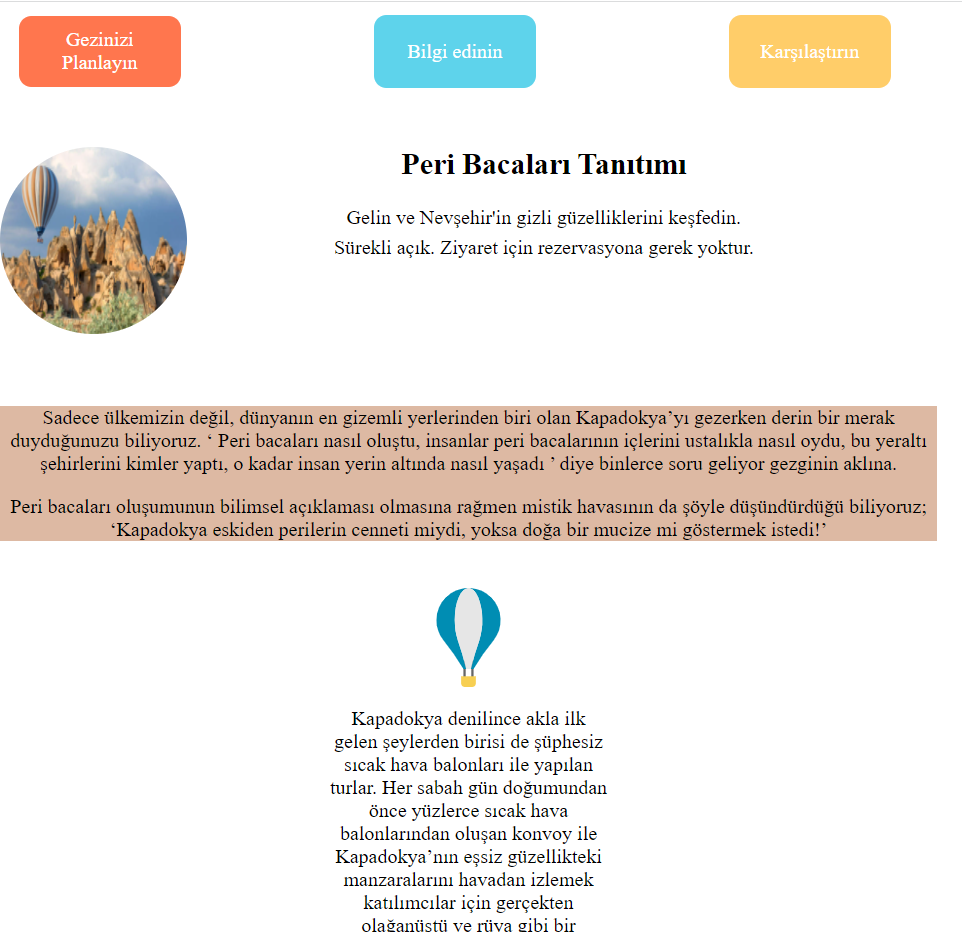 Gezinizi
Planlayın
Bilgi edinin
Karşılaştırın
Peri Bacaları Tanıtımı
Gelin ve Nevşehir'in gizli güzelliklerini keşfedin.
Sürekli açık. Ziyaret için rezervasyona gerek yoktur.
Sadece ülkemizin değil, dünyanın en gizemli yerlerinden biri olan Kapadokya’yı gezerken derin bir merak
duyduğunuzu biliyoruz. ‘ Peri bacaları nasıl oluştu, insanlar peri bacalarının içlerini ustalıkla nasıl oydu, bu yeraltı
şehirlerini kimler yaptı, o kadar insan yerin altında nasıl yaşadı ’ diye binlerce soru geliyor gezginin aklına.
Peri bacaları oluşumunun bilimsel açıklaması olmasına rağmen mistik havasının da şöyle düşündürdüğü biliyoruz;
‘Kapadokya eskiden perilerin cenneti miydi, yoksa doğa bir mucize mi göstermek istedi!’
Kapadokya denilince akla ilk
gelen şeylerden birisi de şüphesiz
sıcak hava balonları ile yapılan
turlar. Her sabah gün doğumundan
önce yüzlerce sıcak hava
balonlarından oluşan konvoy ile
Kapadokya’nın eşsiz güzellikteki
manzaralarını havadan izlemek
katılımcılar için gerçekten
olağanüstü ve rüya gibi bir